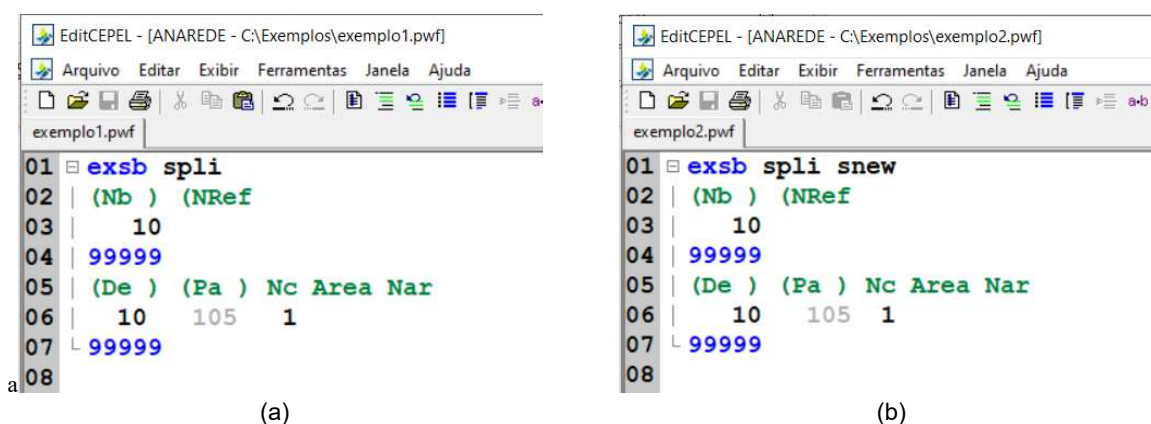 EditCEPEL - [ANAREDE - C:\Exemplos\exemplo1.pwf]
Arquivo Editar Exibir Ferramentas Janela Ajuda
exemplo1.pwf
01 exsb spli
02 (Nb ) (NRef
03 10
04 99999
05 (De ) (Pa ) Nc Area Nar
06 10 105 1
07 99999
a 08
(a)
EditCEPEL - [ANAREDE - C:\Exemplos\exemplo2.pwf]
Arquivo Editar Exibir Ferramentas Janela Ajuda
a-b
exemplo2.pwf
01 exsb spli snew
02 (Nb ) (NRef
03 10
04 99999
05 (De ) (Pa ) Nc Area Nar
06 10 105 1
07 99999
08
(b)